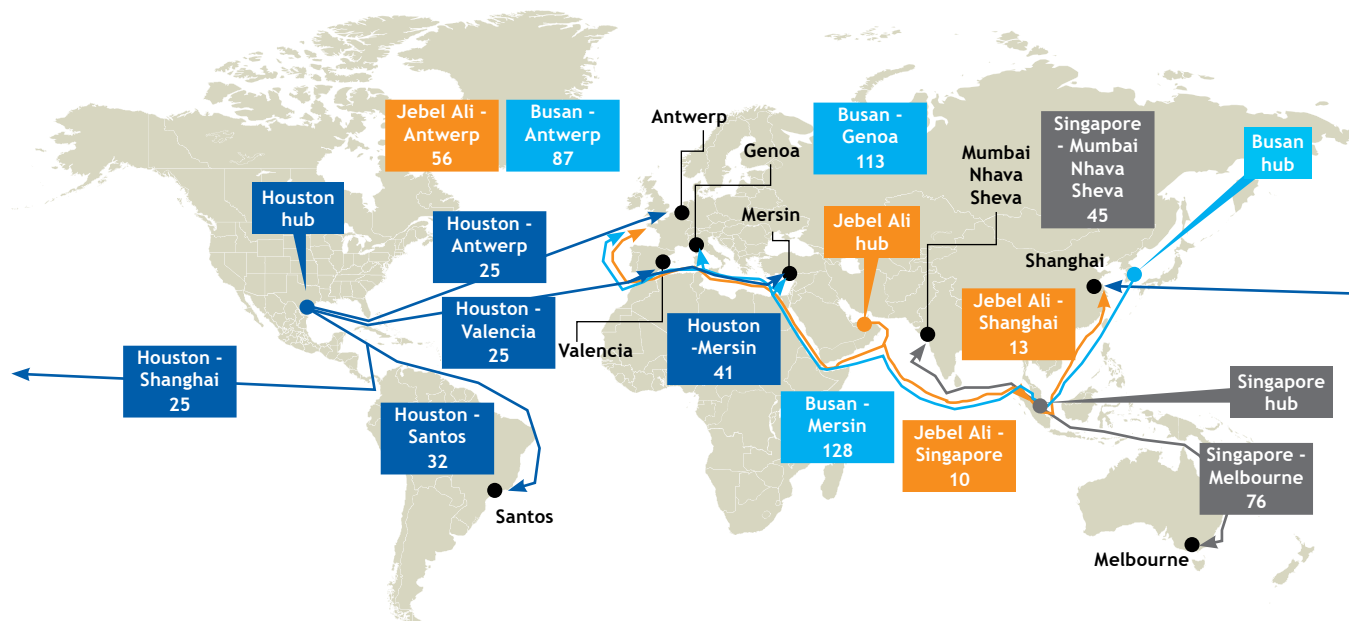 Jebel Ali -
Antwerp
56
Busan -
Antwerp
87
Antwerp
Genoa
Mersin
Busan -
Genoa
113
Mumbai
Nhava
Sheva
Singapore
- Mumbai
Nhava
Sheva
45
Busan
hub
Houston
hub
Houston -
Antwerp
25
Jebel Ali
hub
Shanghai
Houston -
Valencia
25
Valencia
Houston
-Mersin
41
Jebel Ali -
Shanghai
13
Houston -
Shanghai
25
Houston -
Santos
32
Busan -
Mersin
128
Jebel Ali -
Singapore
10
Singapore
hub
Singapore -
Melbourne
76
Santos
Melbourne